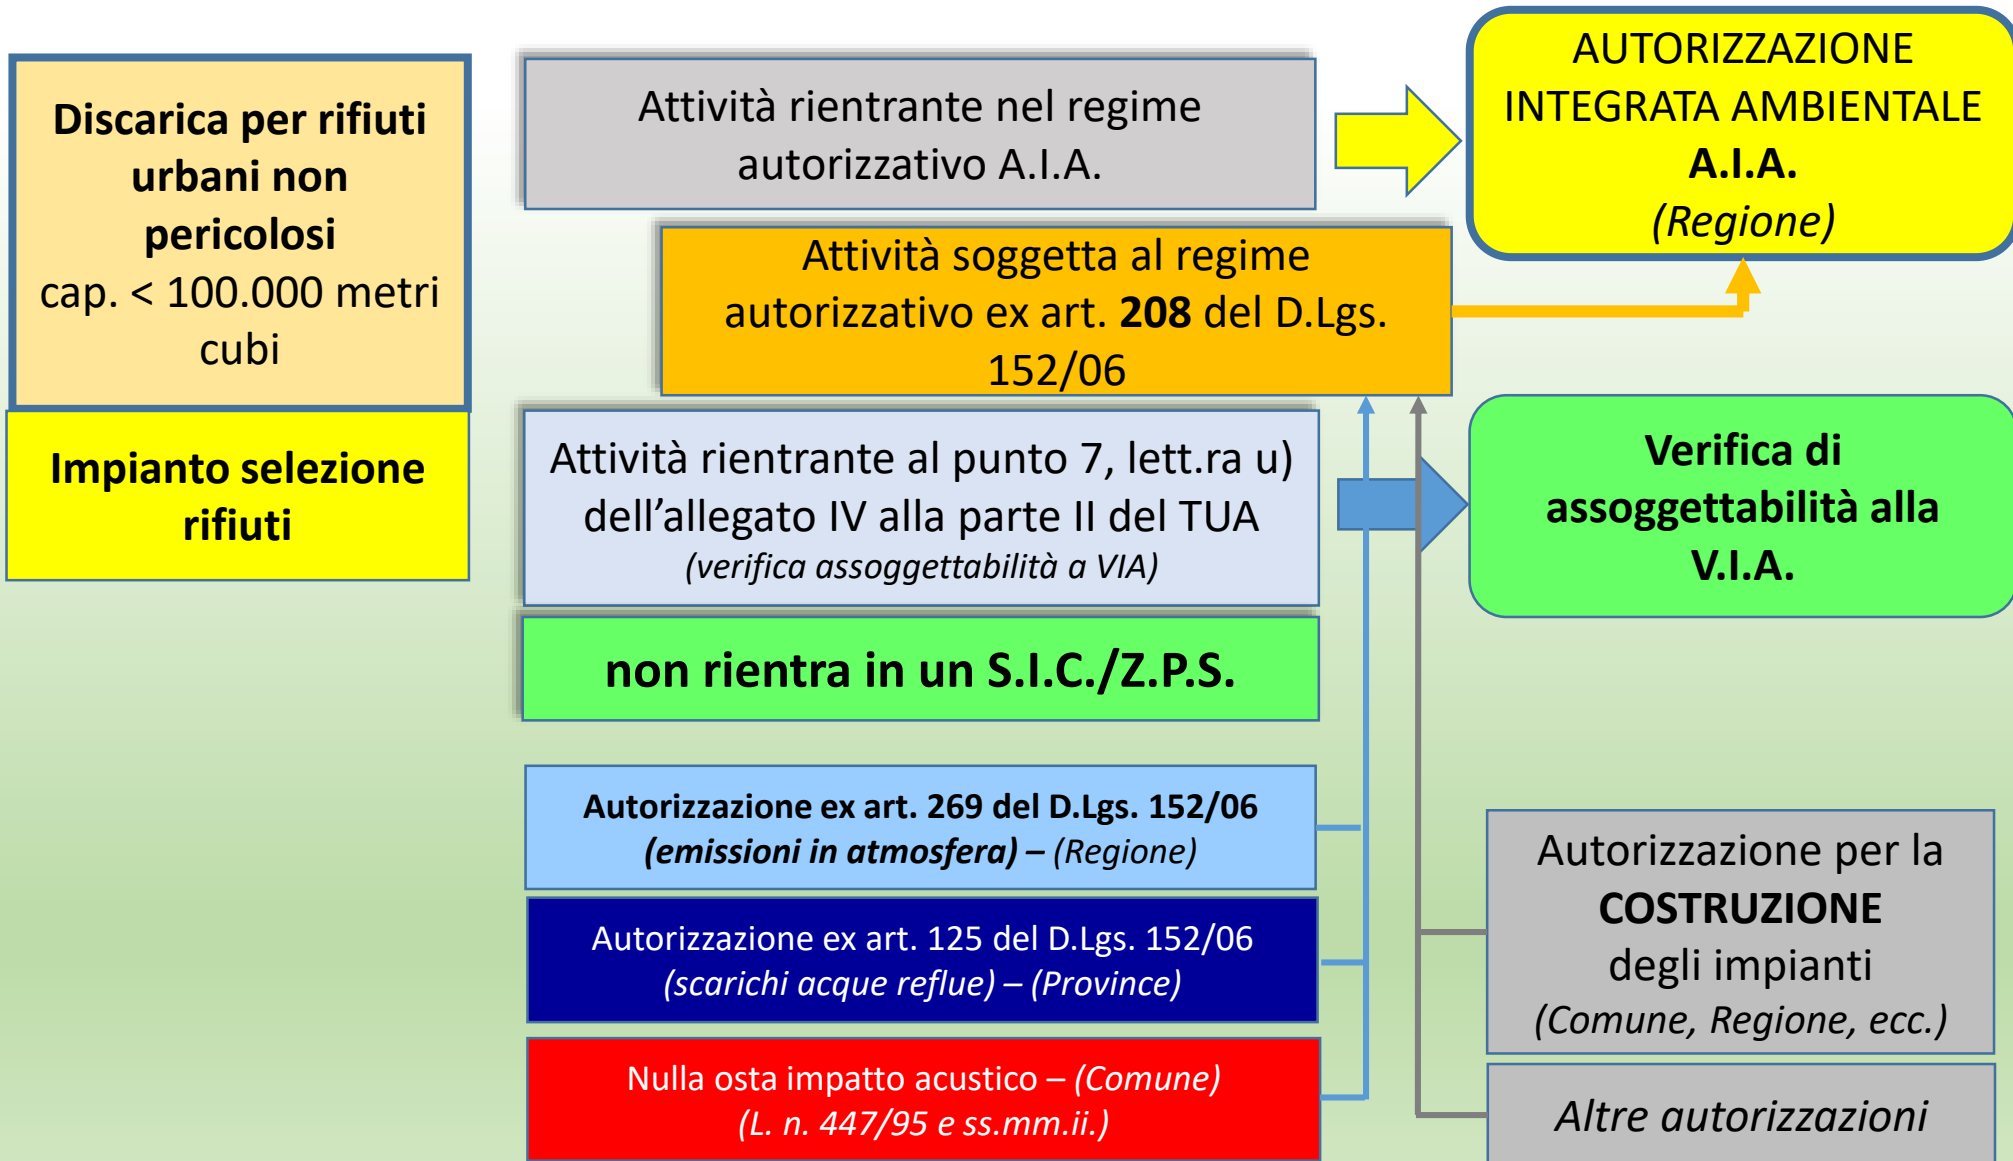 Discarica per rifiuti
urbani non
pericolosi
cap. < 100.000 metri
cubi
Impianto selezione
rifiuti
Attività rientrante nel regime
autorizzativo A.I.A.
AUTORIZZAZIONE
INTEGRATA AMBIENTALE
A.I.A.
(Regione)
Attività soggetta al regime
autorizzativo ex art. 208 del D.Lgs.
152/06
Attività rientrante al punto 7, lett.ra u)
dell’allegato IV alla parte II del TUA
(verifica assoggettabilità a VIA)
Verifica di
assoggettabilità alla
V.I.A.
non rientra in un S.I.C./Z.P.S.
Autorizzazione ex art. 269 del D.Lgs. 152/06
(emissioni in atmosfera) – (Regione)
Autorizzazione ex art. 125 del D.Lgs. 152/06
(scarichi acque reflue) – (Province)
Nulla osta impatto acustico – (Comune)
(L. n. 447/95 e ss.mm.ii.)
Autorizzazione per la
COSTRUZIONE
degli impianti
(Comune, Regione, ecc.)
Altre autorizzazioni